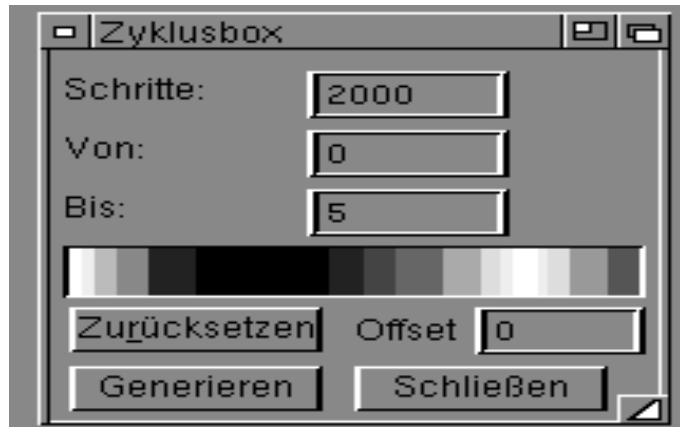 Zyklusbox
Schritte: 2000
Von: 0
Bis: 5
Zurücksetzen Offset 0
Generieren Schließen